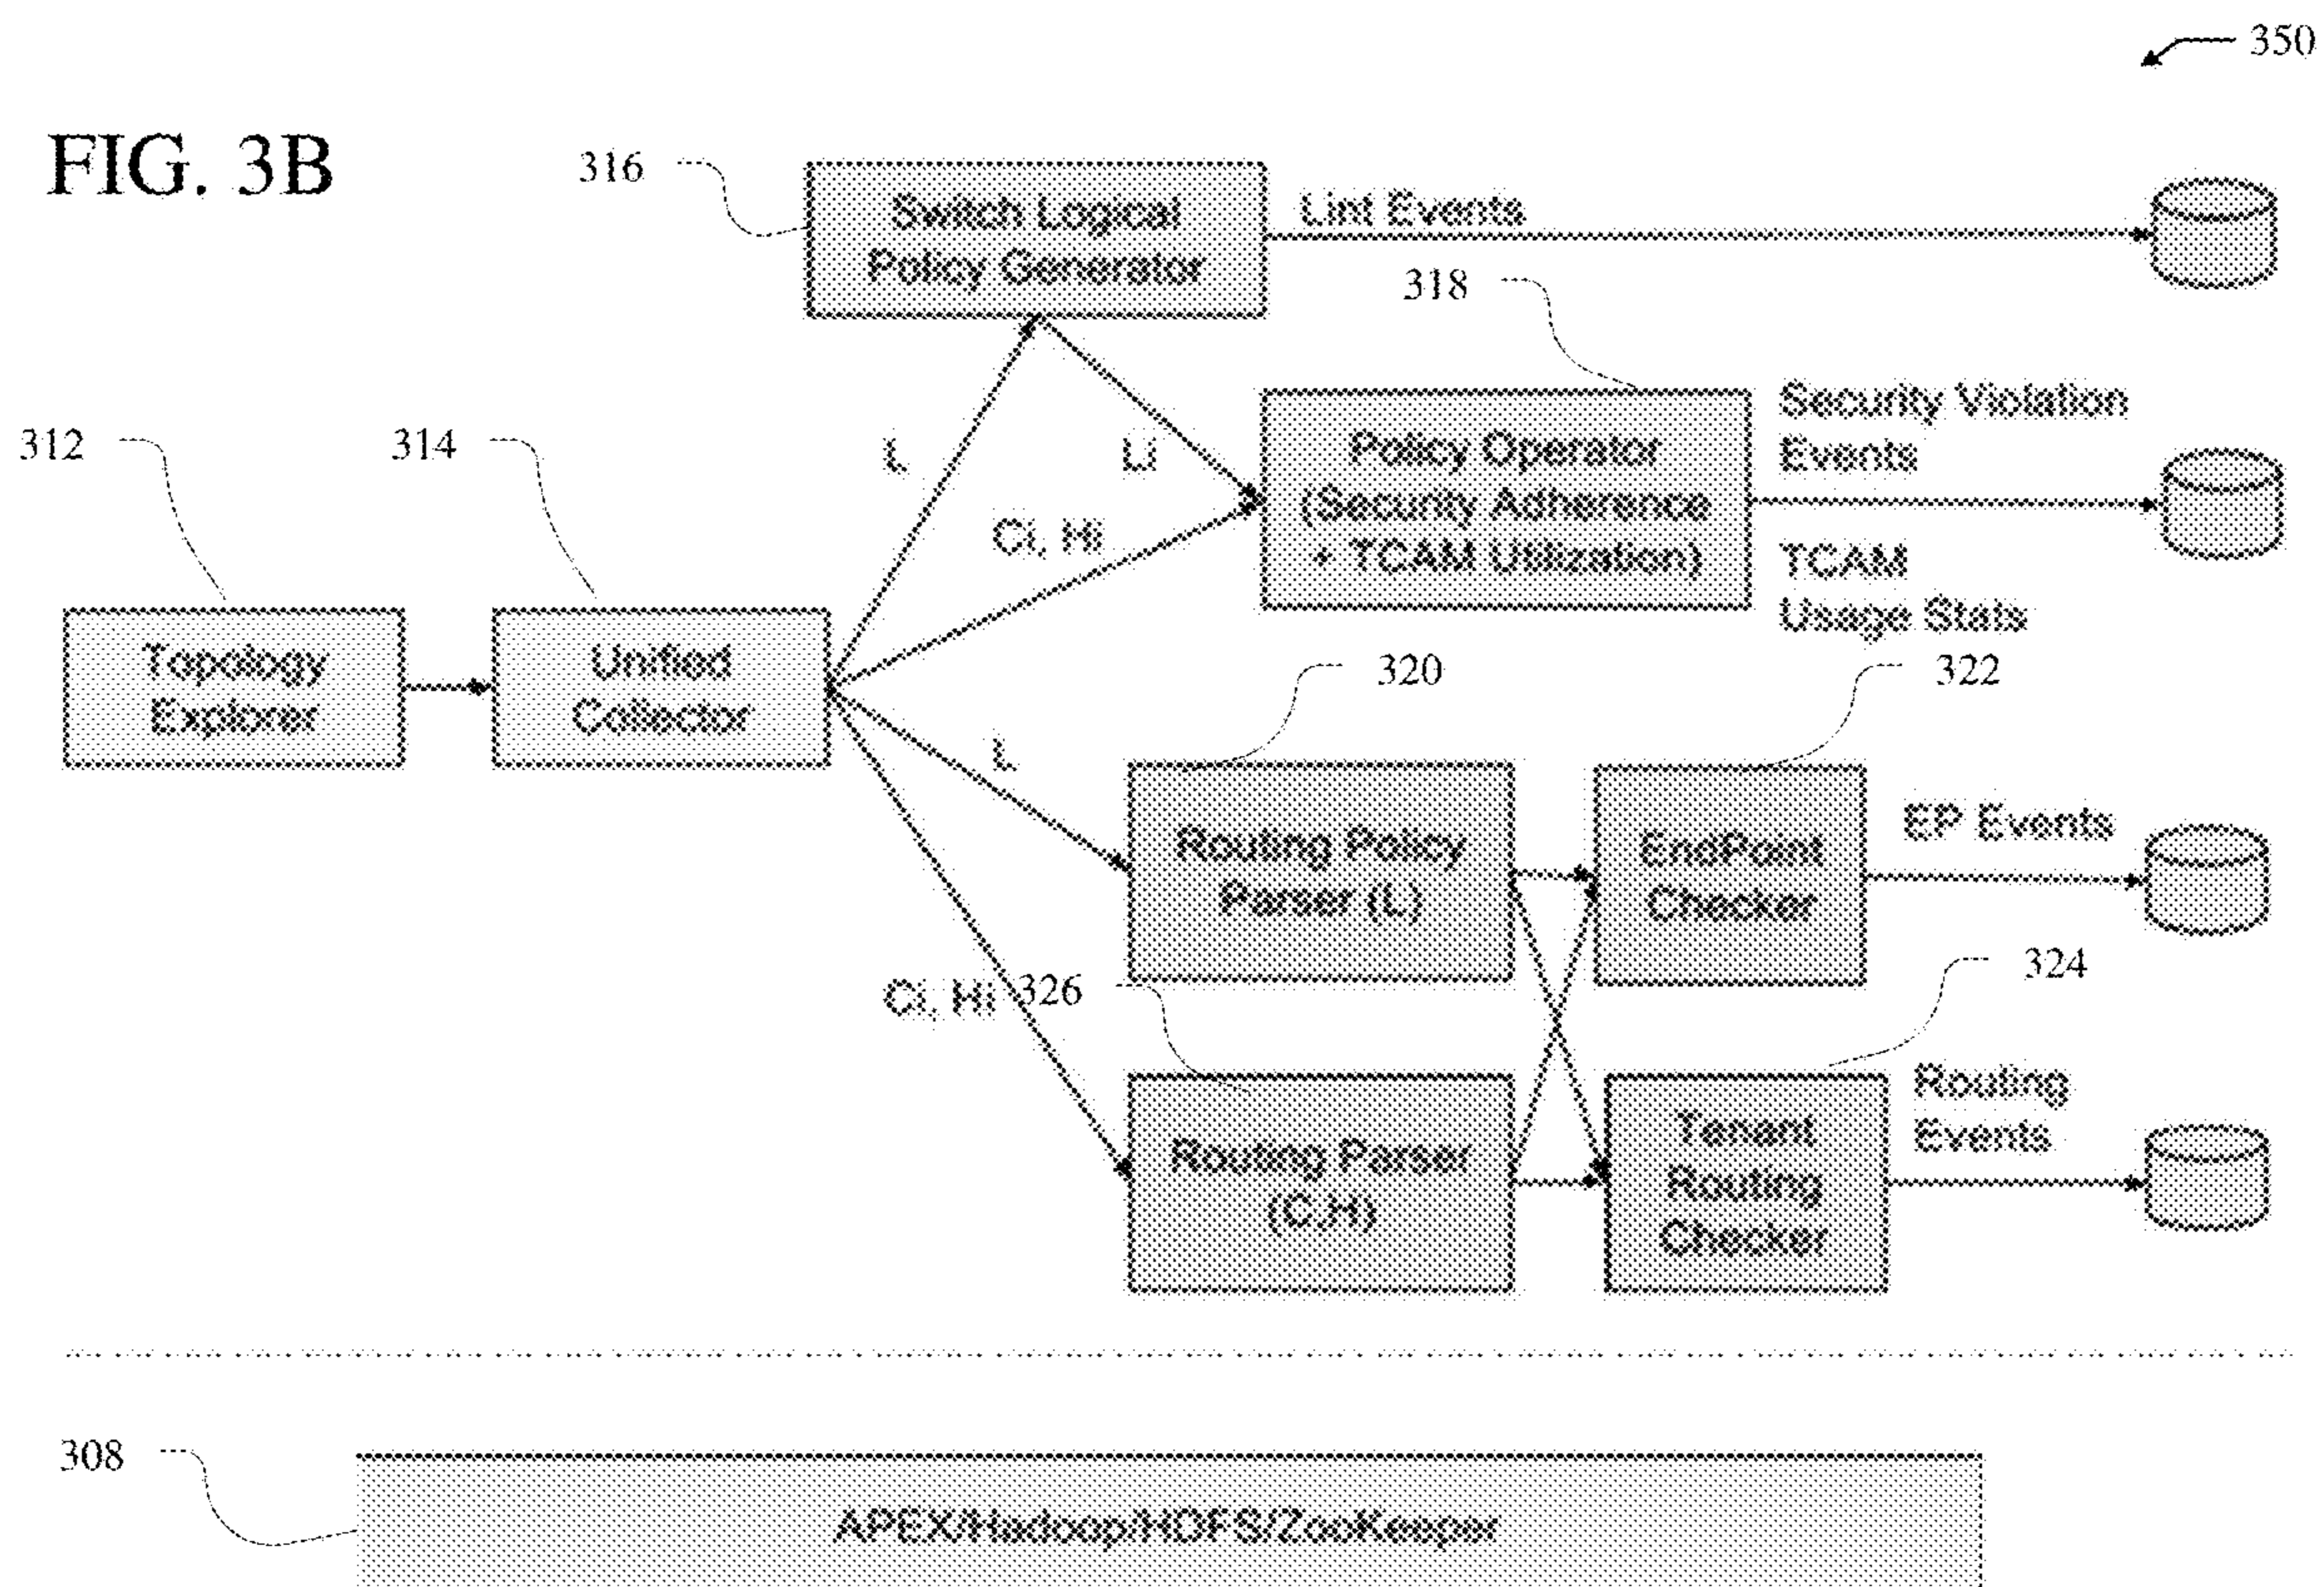 350
FIG. 3B
316
Switch Logical
Policy Generator
Lint Events
318
312
314
L
Li
Ci, Hi
Policy Operator
(Security Adherence
+ TCAM Utilization)
Security Violation
Events
TCAM
Usage Stats
Topology
Explorer
Unified
Collector
320
322
L
Routing Policy
Parser (L)
EndPoint
Checker
EP Events
324
Ci, Hi
326
Routing Parser
(C,H)
Tenant
Routing
Checker
Routing
Events
308
APEX/Hadoop/HDFS/ZooKeeper